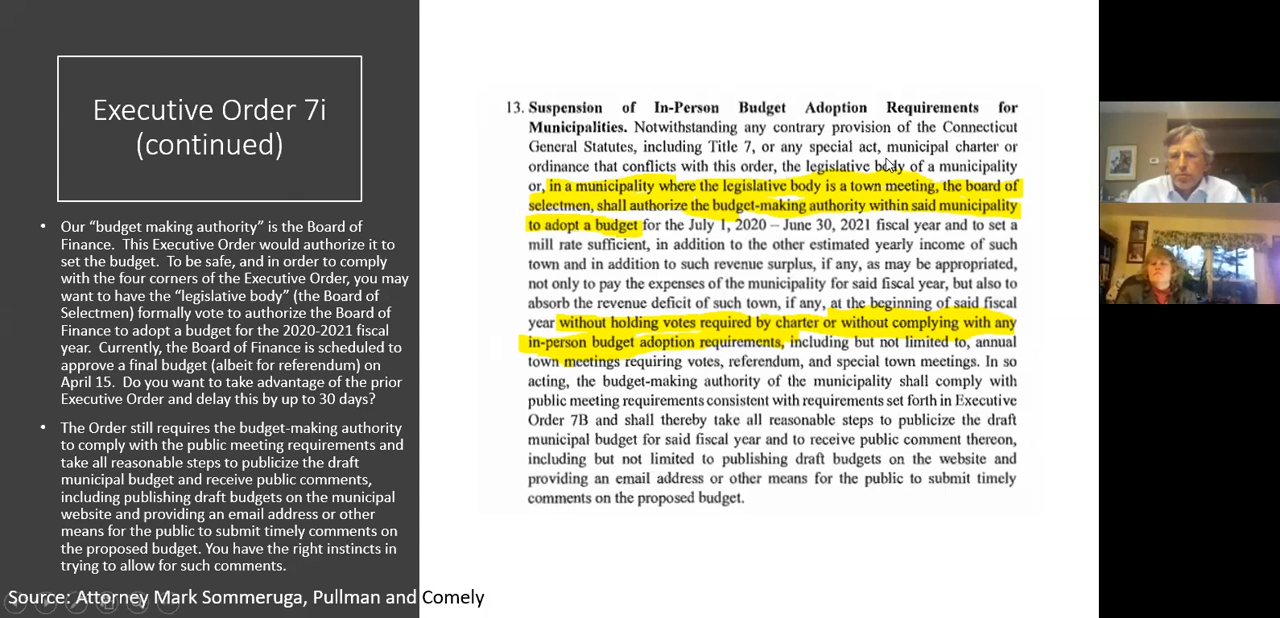 Executive Order 7i
(continued)
• Our “budget making authority” is the Board of
Finance. This Executive Order would authorize it to
set the budget. To be safe, and in order to comply
with the four corners of the Executive Order, you may
want to have the “legislative body” (the Board of
Selectmen) formally vote to authorize the Board of
Finance to adopt a budget for the 2020-2021 fiscal
year. Currently, the Board of Finance is scheduled to
approve a final budget (albeit for referendum) on
April 15. Do you want to take advantage of the prior
Executive Order and delay this by up to 30 days?
• The Order still requires the budget-making authority
to comply with the public meeting requirements and
take all reasonable steps to publicize the draft
municipal budget and receive public comments,
including publishing draft budgets on the municipal
website and providing an email address or other
means for the public to submit timely comments on
the proposed budget. You have the right instincts in
trying to allow for such comments.
Source: Attorney Mark Sommeruga, Pullman and Comely
13. Suspension of In-Person Budget Adoption Requirements for
Municipalities. Notwithstanding any contrary provision of the Connecticut
General Statutes, including Title 7, or any special act, municipal charter or
ordinance that conflicts with this order, the legislative body of a municipality
or, in a municipality where the legislative body is a town meeting, the board of
selectmen, shall authorize the budget-making authority within said municipality
to adopt a budget for the July 1, 2020 – June 30, 2021 fiscal year and to set a
mill rate sufficient, in addition to the other estimated yearly income of such
town and in addition to such revenue surplus, if any, as may be appropriated,
not only to pay the expenses of the municipality for said fiscal year, but also to
absorb the revenue deficit of such town, if any, at the beginning of said fiscal
year without holding votes required by charter or without complying with any
in-person budget adoption requirements, including but not limited to, annual
town meetings requiring votes, referendum, and special town meetings. In so
acting, the budget-making authority of the municipality shall comply with
public meeting requirements consistent with requirements set forth in Executive
Order 7B and shall thereby take all reasonable steps to publicize the draft
municipal budget for said fiscal year and to receive public comment thereon,
including but not limited to publishing draft budgets on the website and
providing an email address or other means for the public to submit timely
comments on the proposed budget.